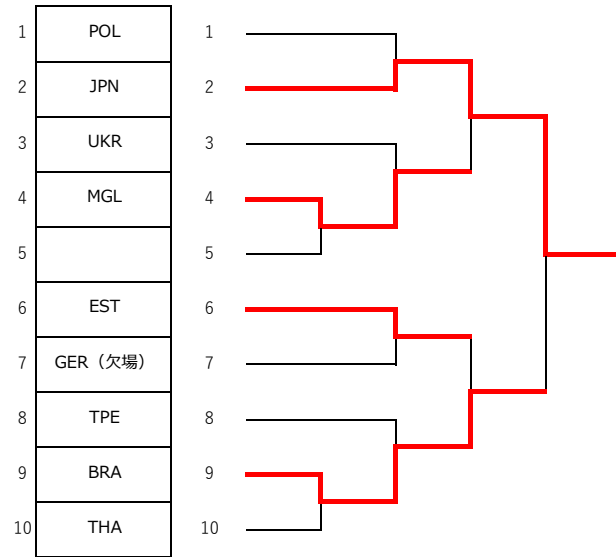 1 POL 1
2 JPN 2
3 UKR 3
4 MGL 4
5 5
6 EST 6
7 GER（欠場） 7
8 TPE 8
9 BRA 9
10 THA 10